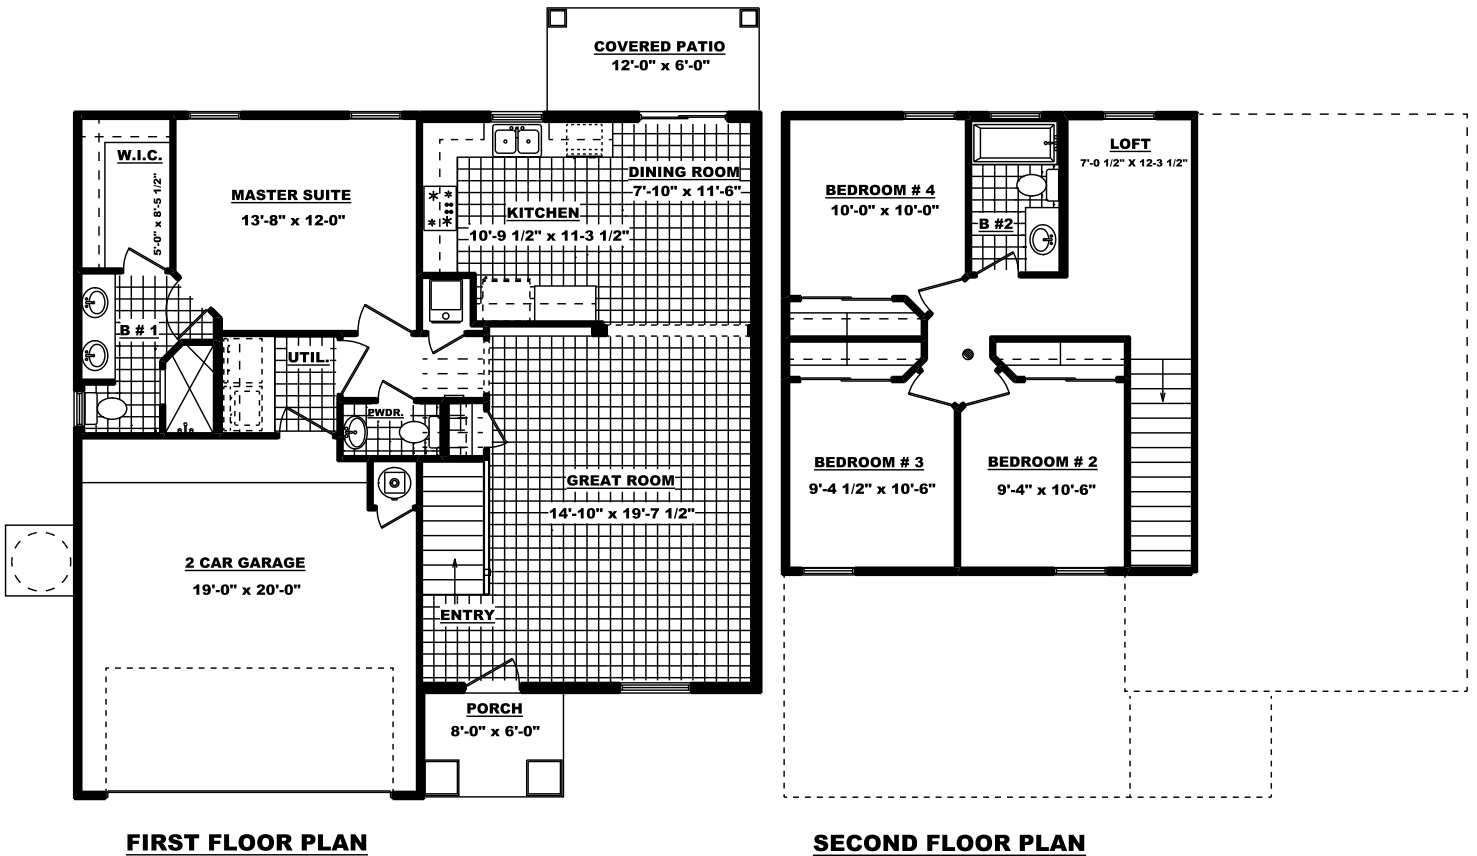 COVERED PATIO
12'-0" x 6'-0"
W.I.C.
5'-0" x 8'-5 1/2"
MASTER SUITE
13'-8" x 12-0"
DINING ROOM
7'-10" x 11'-6"
KITCHEN
10'-9 1/2" x 11-3 1/2"
B # 1
UTIL.
PWDR.
GREAT ROOM
14'-10" x 19'-7 1/2"
2 CAR GARAGE
19'-0" x 20'-0"
ENTRY
PORCH
8'-0" x 6'-0"
FIRST FLOOR PLAN
LOFT
7'-0 1/2" X 12-3 1/2"
BEDROOM # 4
10'-0" x 10'-0"
B #2
BEDROOM # 3
9'-4 1/2" x 10'-6"
BEDROOM # 2
9'-4" x 10'-6"
SECOND FLOOR PLAN